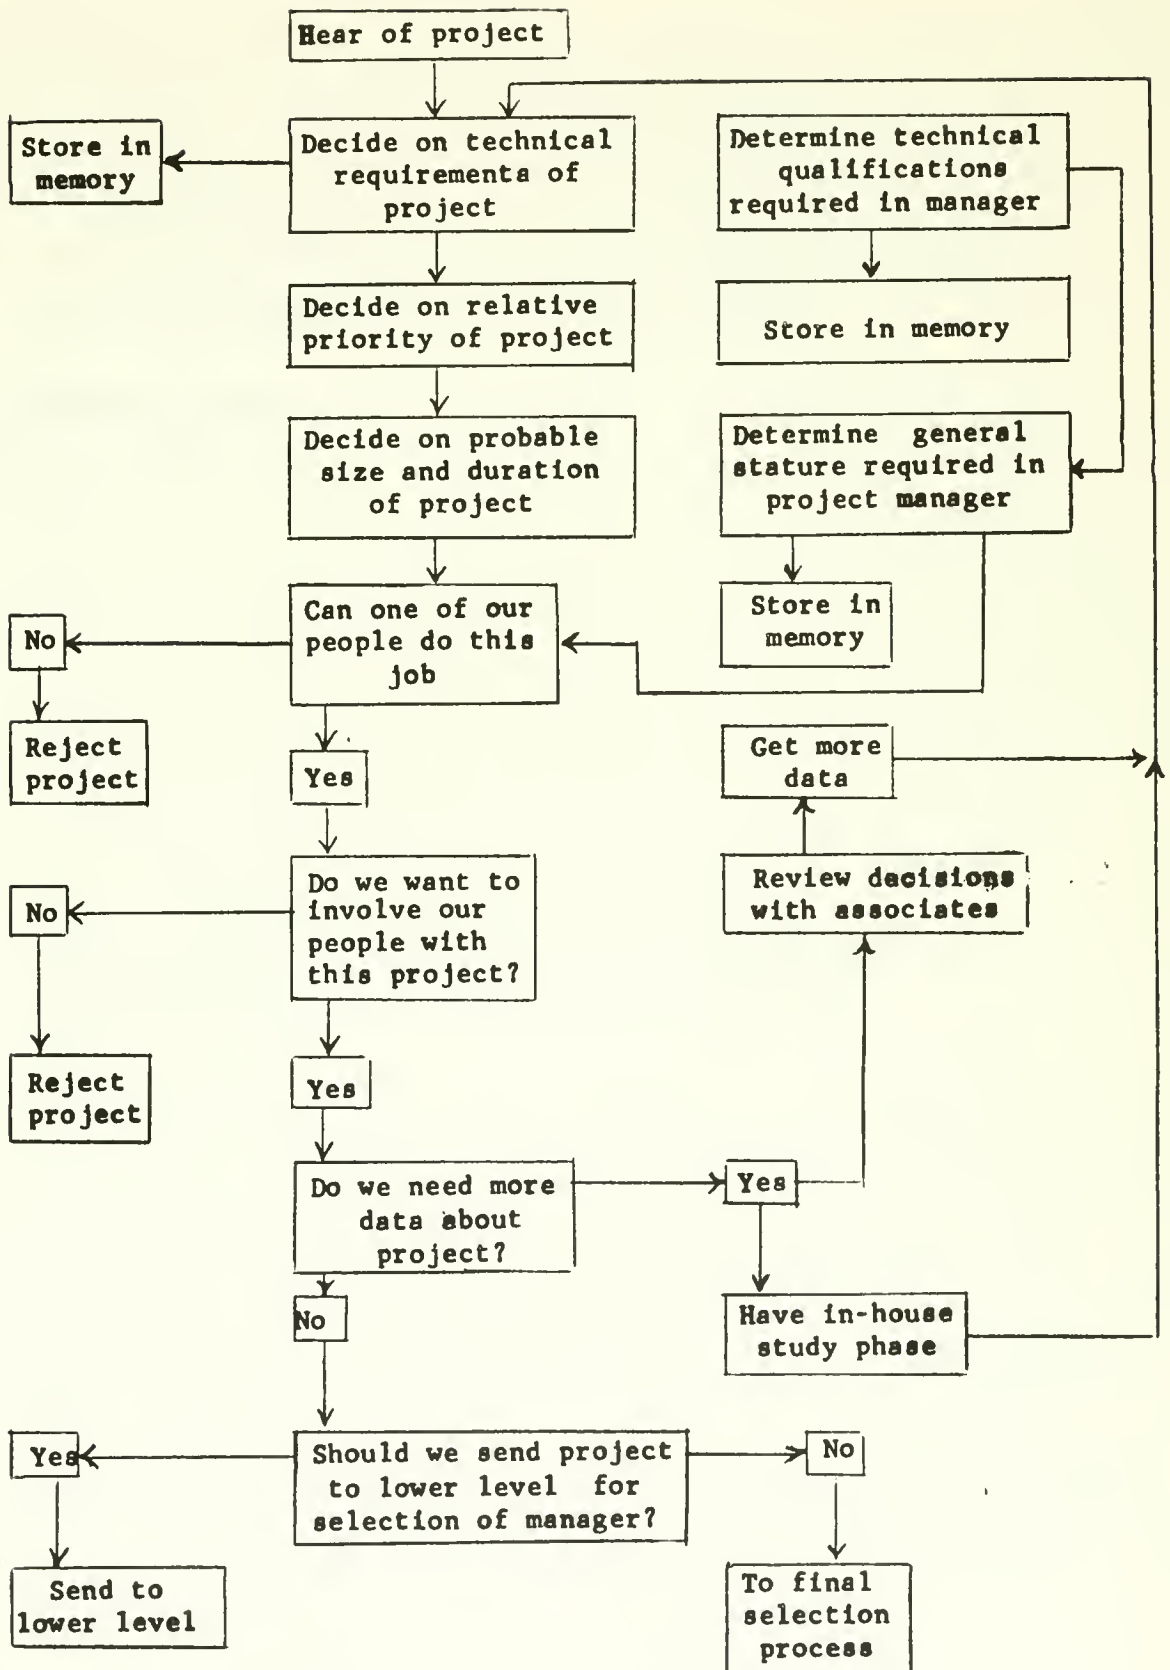 Hear of project
Store in
memory
Decide on technical
requirementa of
project
Determine technical
qualifications
required in manager
Decide on relative
priority of project
Store in memory
Decide on probable
size and duration
of project
Determine general
stature required in
project manager
Can one of our
people do this
job
Store in
memory
No
Reject
project
Yes
Get more
data
Do we want to
involve our
people with
this project?
Review decisions
with associates
No
Reject
project
Yes
Do we need more
data about
project?
Yes
No
Have in-house
study phase
Yes
Should we send project
to lower level for
selection of manager?
No
Send to
lower level
To final
selection
process